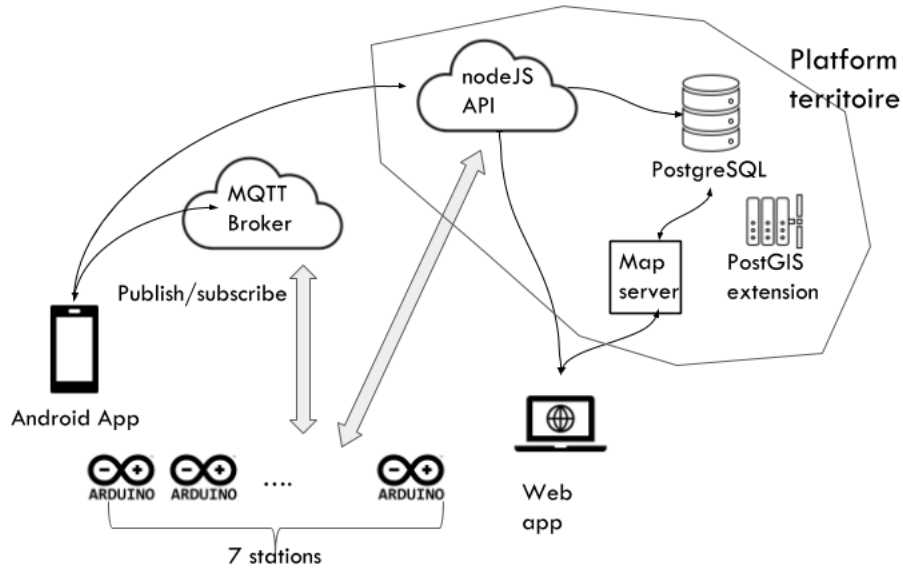 Platform
territoire
nodeJS
API
PostgreSQL
MQTT
Broker
Map
server
PostGIS
extension
Publish/subscribe
Android App
ARDUINO
ARDUINO
....
ARDUINO
Web
app
7 stations